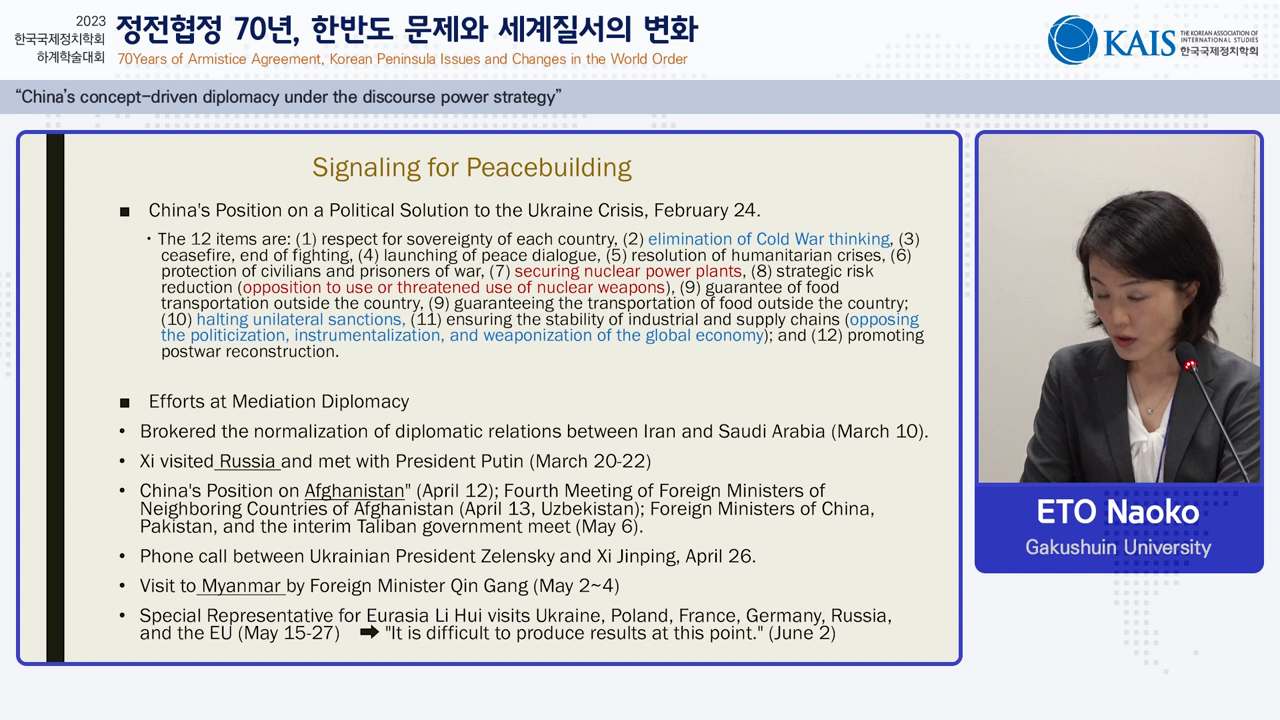 2023
한국국제정치학회
하계학술대회
정전협정 70년, 한반도 문제와 세계질서의 변화
70Years of Armistice Agreement, Korean Peninsula Issues and Changes in the World Order
KAIS
THE KOREAN ASSOCIATION OF
INTERNATIONAL STUDIES
한국국제정치학회
“China’s concept-driven diplomacy under the discourse power strategy”
Signaling for Peacebuilding
■ China's Position on a Political Solution to the Ukraine Crisis, February 24.
・The 12 items are: (1) respect for sovereignty of each country, (2) elimination of Cold War thinking, (3)
ceasefire, end of fighting, (4) launching of peace dialogue, (5) resolution of humanitarian crises, (6)
protection of civilians and prisoners of war, (7) securing nuclear power plants, (8) strategic risk
reduction (opposition to use or threatened use of nuclear weapons), (9) guarantee of food
transportation outside the country, (9) guaranteeing the transportation of food outside the country;
(10) halting unilateral sanctions, (11) ensuring the stability of industrial and supply chains (opposing
the politicization, instrumentalization, and weaponization of the global economy); and (12) promoting
postwar reconstruction.
■ Efforts at Mediation Diplomacy
• Brokered the normalization of diplomatic relations between Iran and Saudi Arabia (March 10).
• Xi visited Russia and met with President Putin (March 20-22)
• China's Position on Afghanistan" (April 12); Fourth Meeting of Foreign Ministers of
Neighboring Countries of Afghanistan (April 13, Uzbekistan); Foreign Ministers of China,
Pakistan, and the interim Taliban government meet (May 6).
• Phone call between Ukrainian President Zelensky and Xi Jinping, April 26.
• Visit to Myanmar by Foreign Minister Qin Gang (May 2~4)
• Special Representative for Eurasia Li Hui visits Ukraine, Poland, France, Germany, Russia,
and the EU (May 15-27) ➡ "It is difficult to produce results at this point." (June 2)
ETO Naoko
Gakushuin University